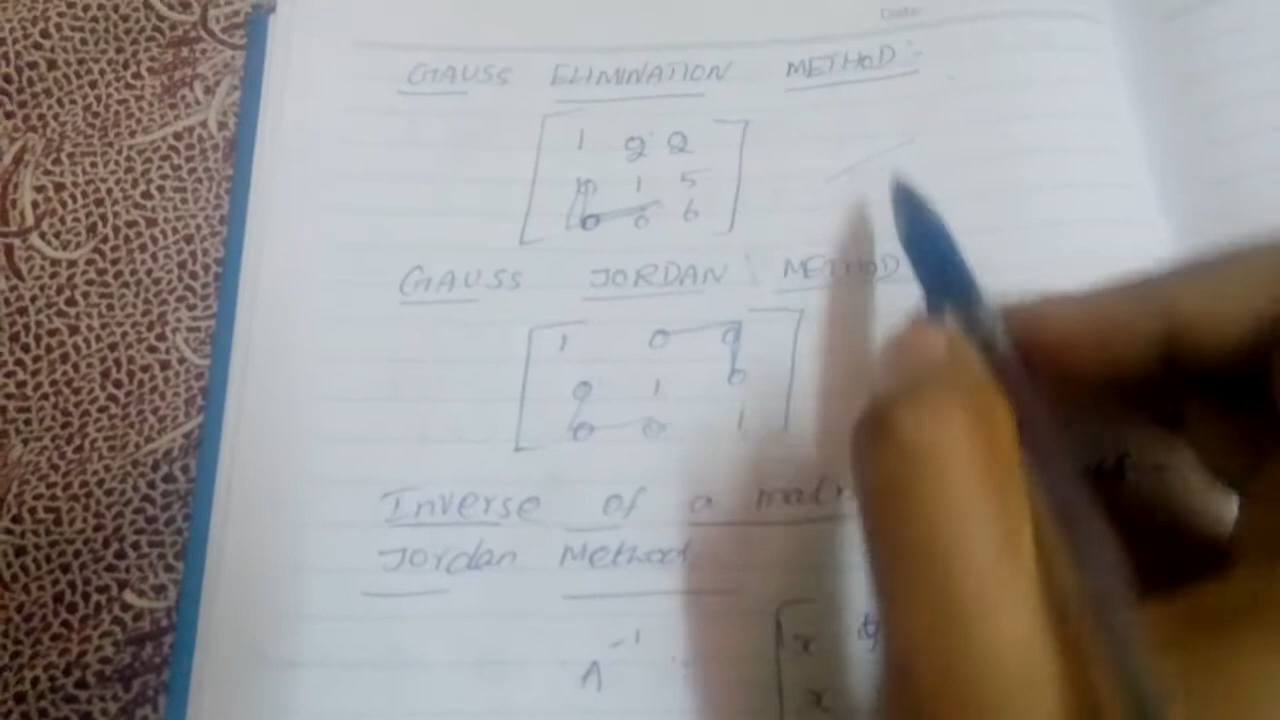 Date
GAUSS ELIMINATION METHOD :-
1 2 2
0 1 5
0 0 6
GAUSS JORDAN METHOD
1 0 0
0 1 0
0 0 1
Inverse of a
Jordan Method
A⁻¹
x
x